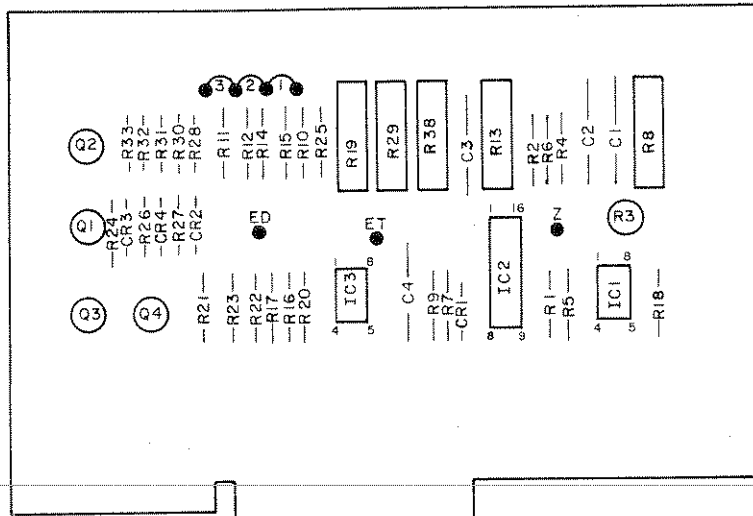 3 2 1
Q2 R33 R32 R31 R30 R28 R11 R12 R14 R15 R10 R25 R19 R29 R38 C3 R13 R2 R6 R4 C2 C1 R8
Q1 R24 CR3 R26 CR4 R27 CR2 ED ET 1 16 Z R3
Q3 Q4 R21 R23 R22 R17 R16 R20 1 8 IC3 4 5 C4 R9 R7 CR1 IC2 8 9 R1 R5 1 8 IC1 4 5 R18